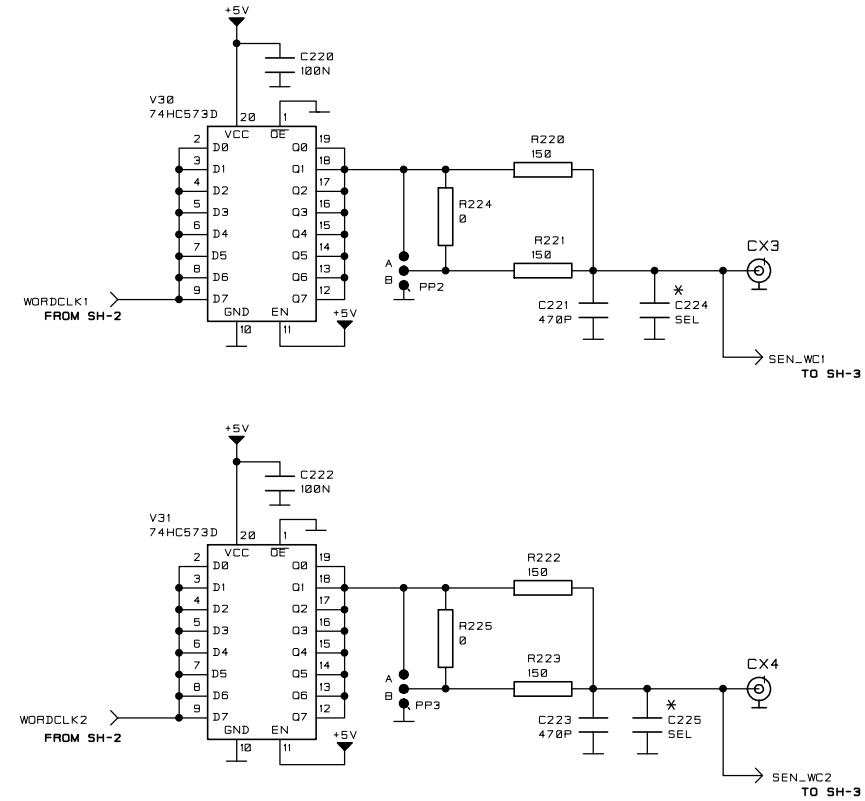 +5V
C220
100N
V30
74HC573D
20
1
VCC
OE
2
D0
Q0
19
3
D1
Q1
18
4
D2
Q2
17
5
D3
Q3
16
6
D4
Q4
15
7
D5
Q5
14
8
D6
Q6
13
9
D7
Q7
12
GND
EN
10
11
+5V
WORDCLK1
FROM SH-2
R220
150
R224
0
R221
150
A
B
PP2
C221
470P
*
C224
SEL
CX3
SEN_WC1
TO SH-3
+5V
C222
100N
V31
74HC573D
20
1
VCC
OE
2
D0
Q0
19
3
D1
Q1
18
4
D2
Q2
17
5
D3
Q3
16
6
D4
Q4
15
7
D5
Q5
14
8
D6
Q6
13
9
D7
Q7
12
GND
EN
10
11
+5V
WORDCLK2
FROM SH-2
R222
150
R225
0
R223
150
A
B
PP3
C223
470P
*
C225
SEL
CX4
SEN_WC2
TO SH-3